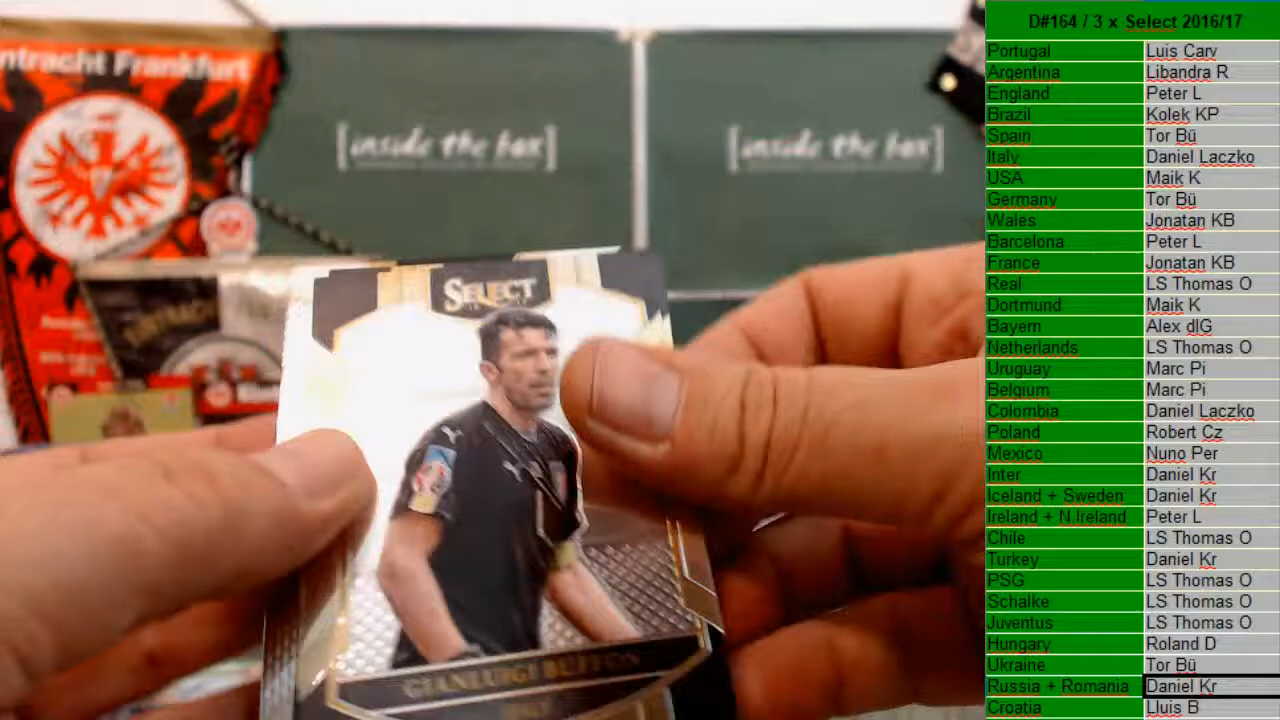 ntracht Frankfurt
[inside the box]
[inside the box]
SELECT
GIANLUIGI BUFFON
D#164 / 3 x Select 2016/17
Portugal Luis Carv
Argentina Libandra R
England Peter L
Brazil Kolek KP
Spain Tor Bü
Italy Daniel Laczko
USA Maik K
Germany Tor Bü
Wales Jonatan KB
Barcelona Peter L
France Jonatan KB
Real LS Thomas O
Dortmund Maik K
Bayern Alex dlG
Netherlands LS Thomas O
Uruguay Marc Pi
Belgium Marc Pi
Colombia Daniel Laczko
Poland Robert Cz
Mexico Nuno Per
Inter Daniel Kr
Iceland + Sweden Daniel Kr
Ireland + N.Ireland Peter L
Chile LS Thomas O
Turkey Daniel Kr
PSG LS Thomas O
Schalke LS Thomas O
Juventus LS Thomas O
Hungary Roland D
Ukraine Tor Bü
Russia + Romania Daniel Kr
Croatia Lluis B